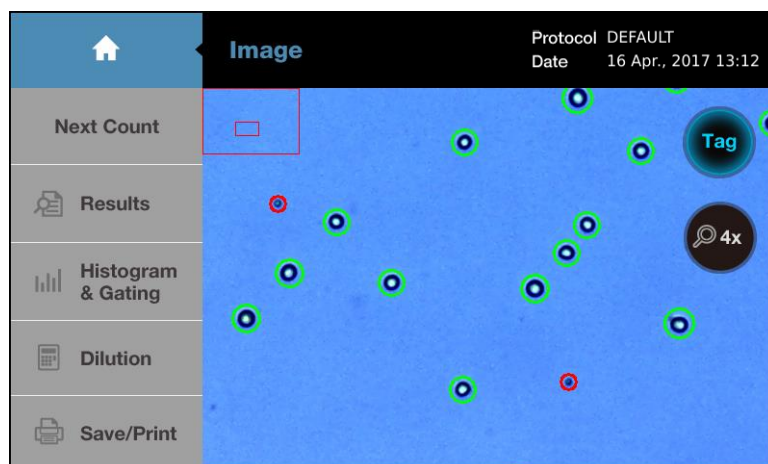 Image
Protocol DEFAULT
Date 16 Apr., 2017 13:12
Next Count
Results
Histogram
& Gating
Dilution
Save/Print
Tag
4x